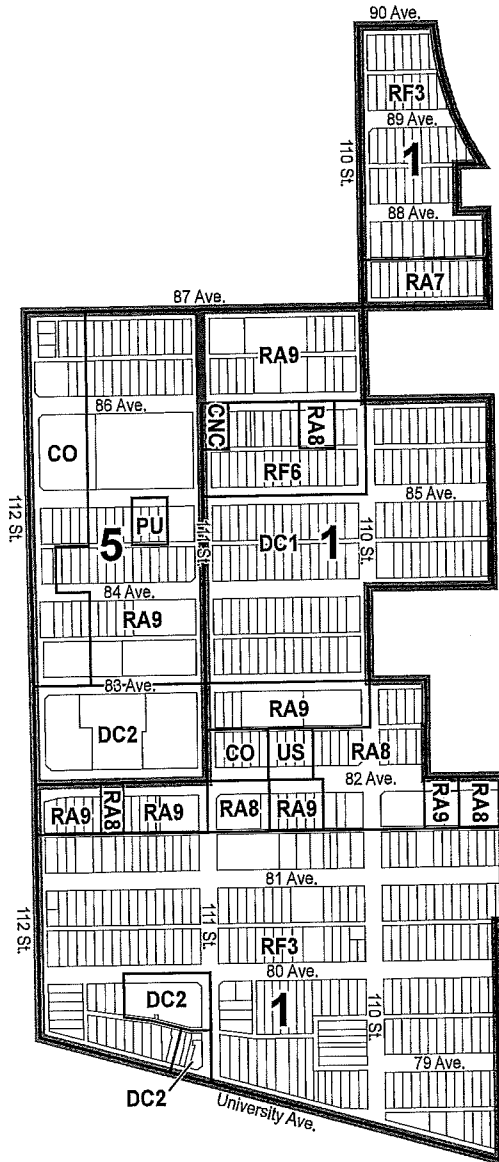 90 Ave.
RF3
89 Ave.
1
110 St.
88 Ave.
RA7
87 Ave.
RA9
86 Ave.
CNC
RA8
CO
RF6
112 St.
PU
111 St.
85 Ave.
5
DC1
1
110 St.
84 Ave.
RA9
83 Ave.
RA9
DC2
CO
US
RA8
82 Ave.
RA9
RA8
RA9
RA8
RA9
RA9
RA8
81 Ave.
112 St.
111 St.
RF3
80 Ave.
DC2
1
110 St.
79 Ave.
DC2
University Ave.